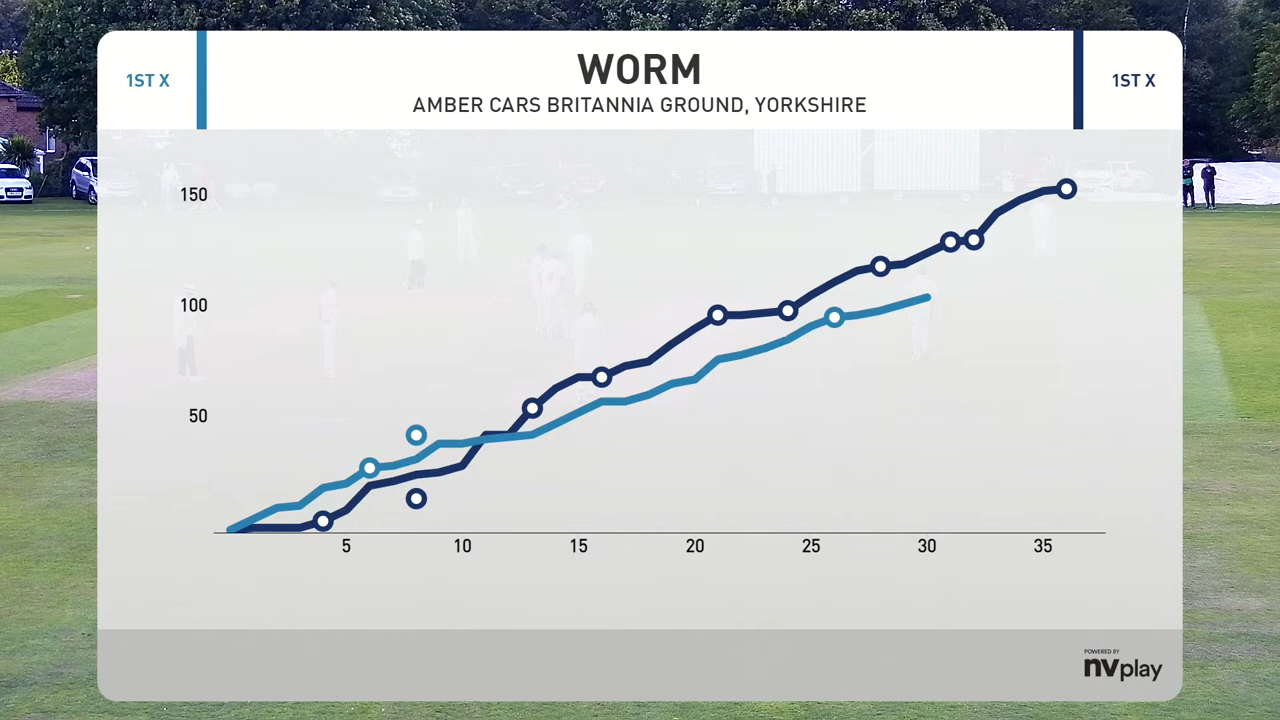 1ST X
WORM
AMBER CARS BRITANNIA GROUND, YORKSHIRE
1ST X
150
100
50
5 10 15 20 25 30 35
POWERED BY
nvplay